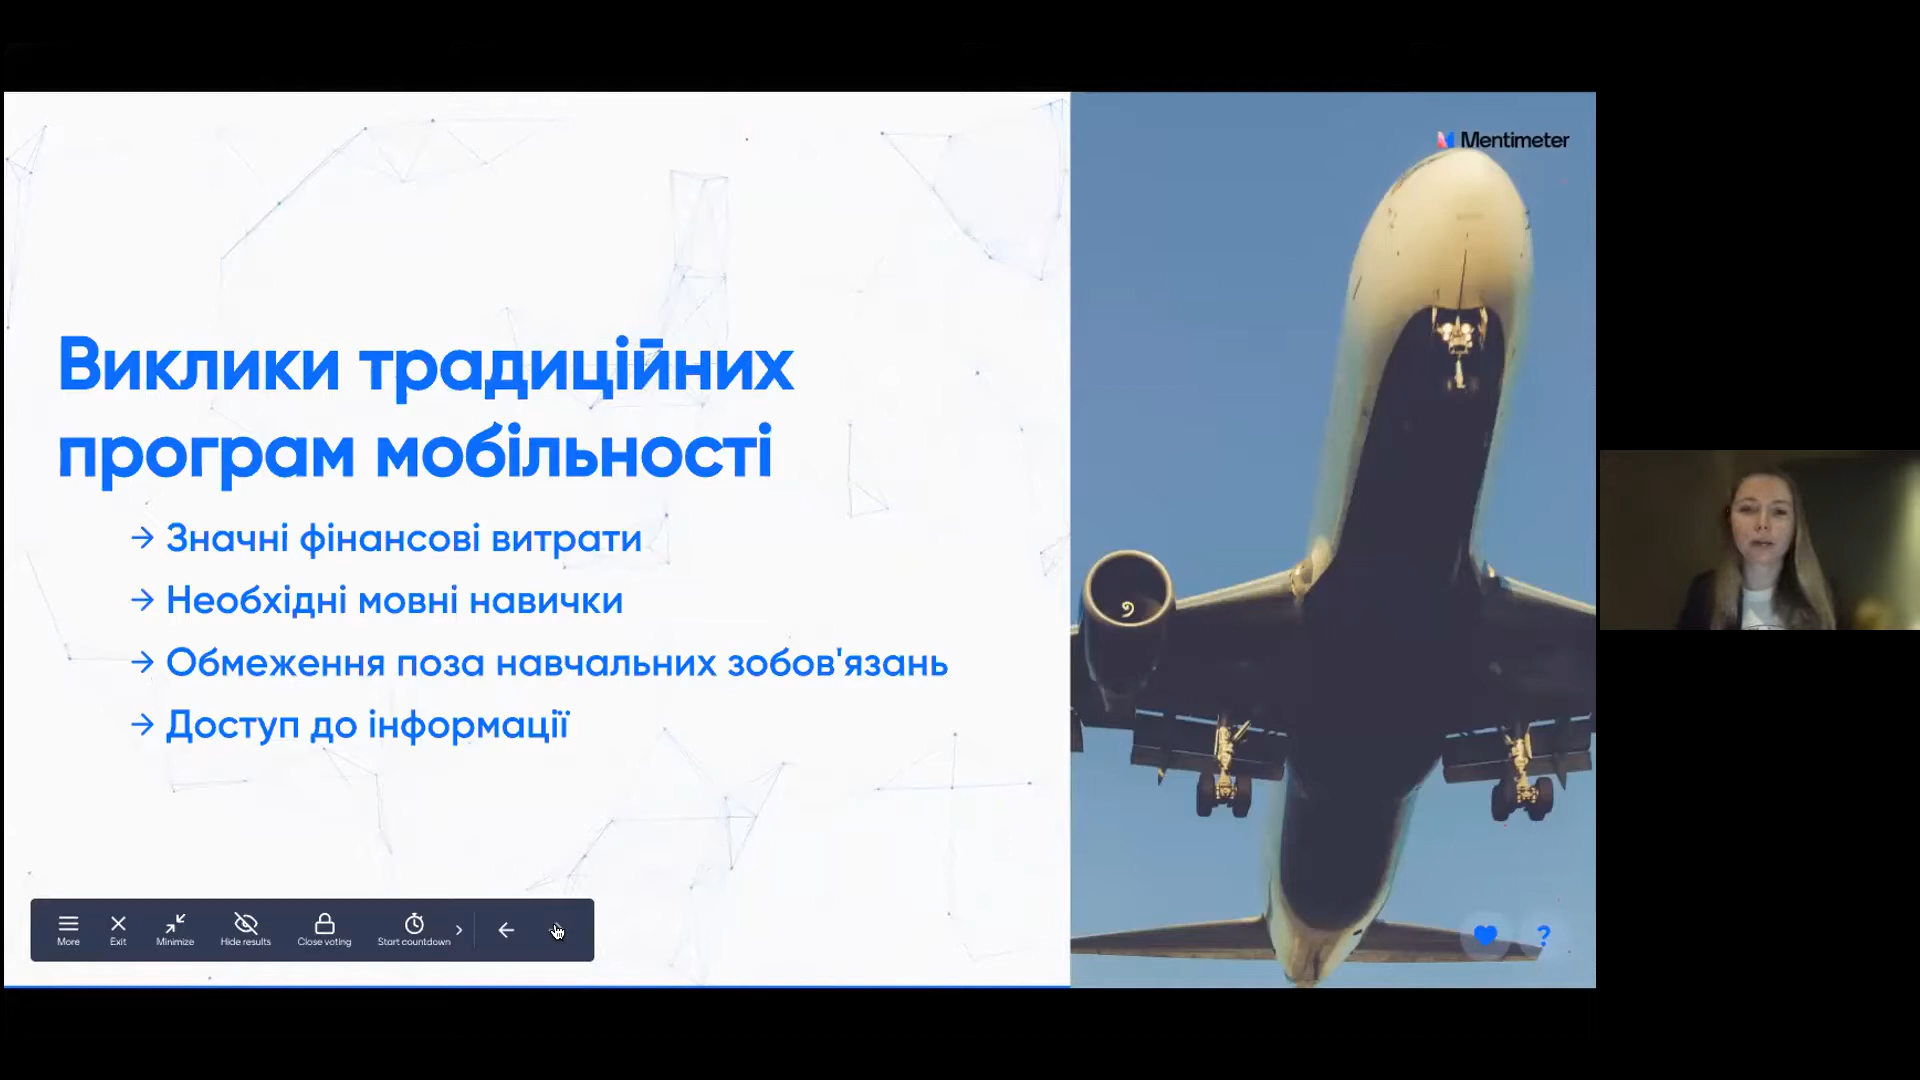 Mentimeter
Виклики традиційних
програм мобільності
→ Значні фінансові витрати
→ Необхідні мовні навички
→ Обмеження поза навчальних зобов'язань
→ Доступ до інформації
More Exit Minimize Hide results Close voting Start countdown
?